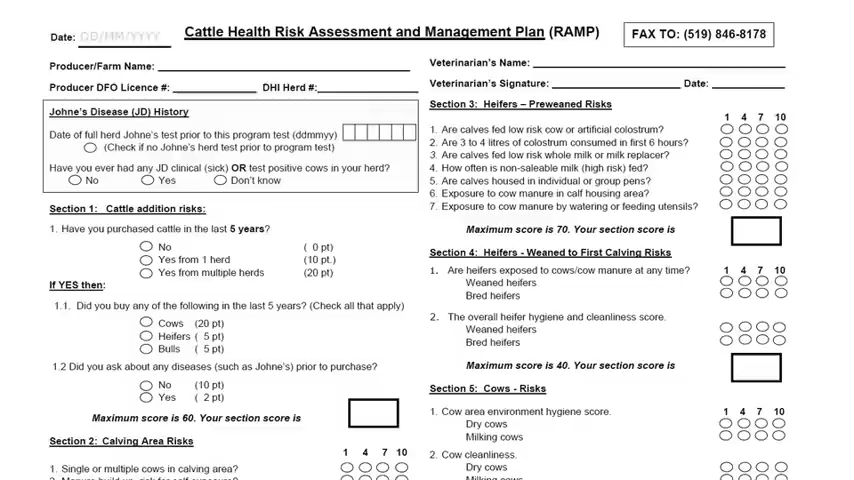 Date: DD/MM/YYYY
Cattle Health Risk Assessment and Management Plan (RAMP)
FAX TO: (519) 846-8178
Producer/Farm Name:
Producer DFO Licence #: DHI Herd #:
Johne's Disease (JD) History
Date of full herd Johne's test prior to this program test (ddmmyy)
(Check if no Johne's herd test prior to program)
Have you ever had any JD clinical (sick) OR test positive cows in your herd?
No Yes Don't know
Section 1: Cattle addition risks:
1. Have you purchased cattle in the last 5 years?
No ( 0 pt)
Yes from 1 herd (10 pt.)
Yes from multiple herds (20 pt)
If YES then:
1.1. Did you buy any of the following in the last 5 years? (Check all that apply)
Cows (20 pt)
Heifers ( 5 pt)
Bulls ( 5 pt)
1.2 Did you ask about any diseases (such as Johne's) prior to purchase?
No (10 pt)
Yes ( 2 pt)
Maximum score is 60. Your section score is
Section 2: Calving Area Risks
1 4 7 10
1. Single or multiple cows in calving area?
Veterinarian's Name:
Veterinarian's Signature: Date:
Section 3: Heifers – Preweaned Risks
1 4 7 10
1. Are calves fed low risk cow or artificial colostrum?
2. Are 3 to 4 litres of colostrum consumed in first 6 hours?
3. Are calves fed low risk whole milk or milk replacer?
4. How often is non-saleable milk (high risk) fed?
5. Are calves housed in individual or group pens?
6. Exposure to cow manure in calf housing area?
7. Exposure to cow manure by watering or feeding utensils?
Maximum score is 70. Your section score is
Section 4: Heifers - Weaned to First Calving Risks
1. Are heifers exposed to cows/cow manure at any time? 1 4 7 10
Weaned heifers
Bred heifers
2. The overall heifer hygiene and cleanliness score.
Weaned heifers
Bred heifers
Maximum score is 40. Your section score is
Section 5: Cows - Risks
1. Cow area environment hygiene score. 1 4 7 10
Dry cows
Milking cows
2. Cow cleanliness.
Dry cows